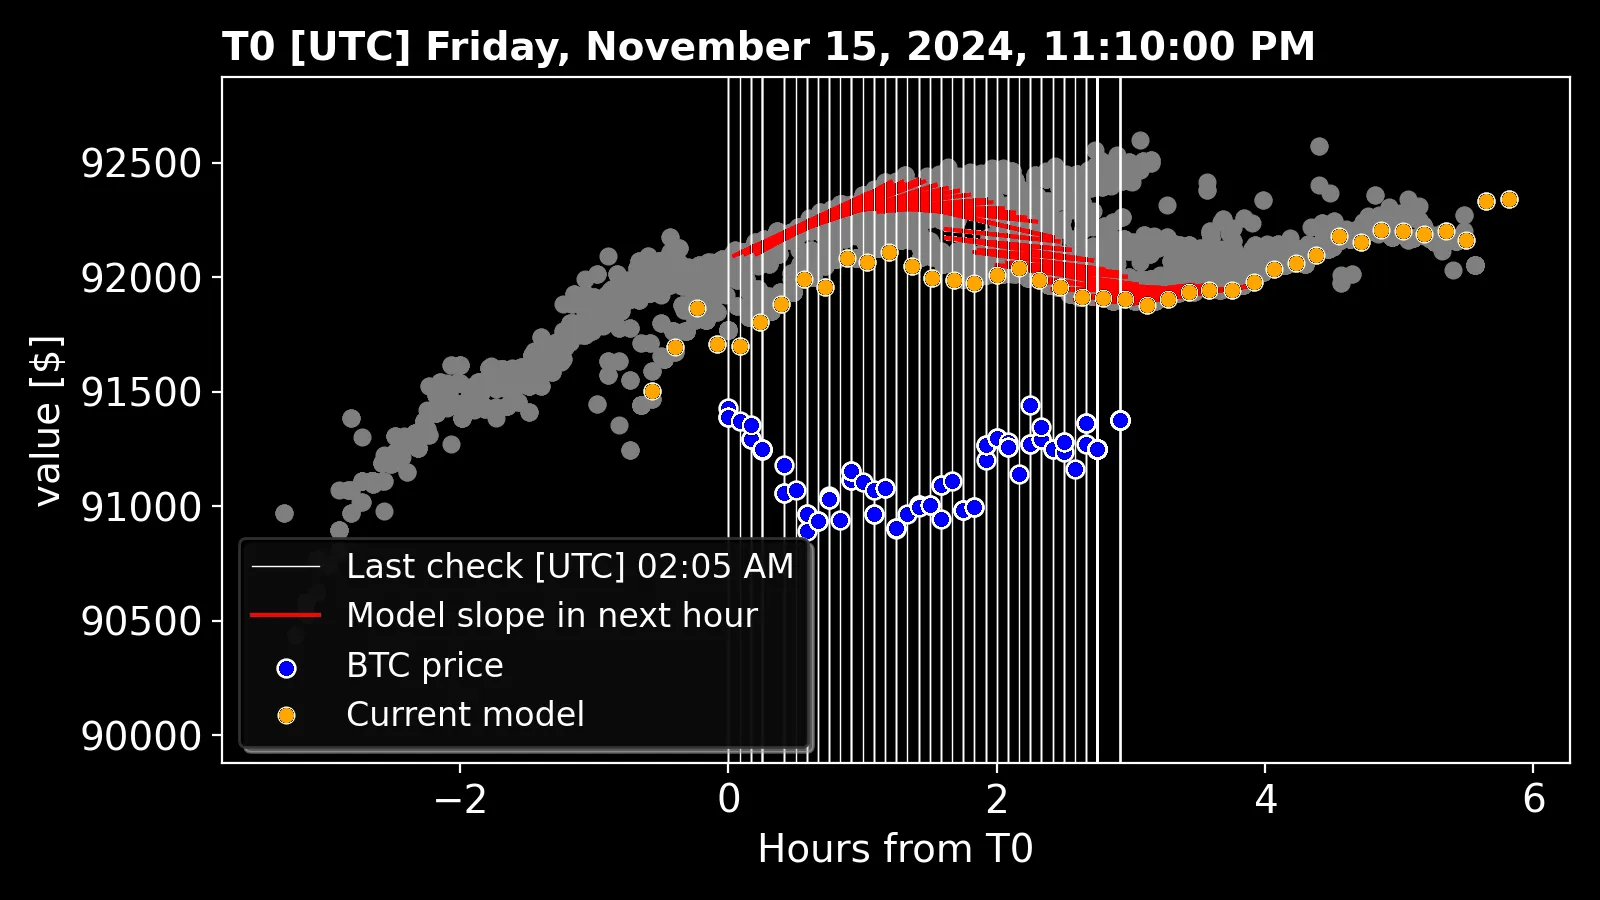 T0 [UTC] Friday, November 15, 2024, 11:10:00 PM
92500
92000
91500
91000
90500
90000
value [$]
Last check [UTC] 02:05 AM
Model slope in next hour
BTC price
Current model
−2 0 2 4 6
Hours from T0